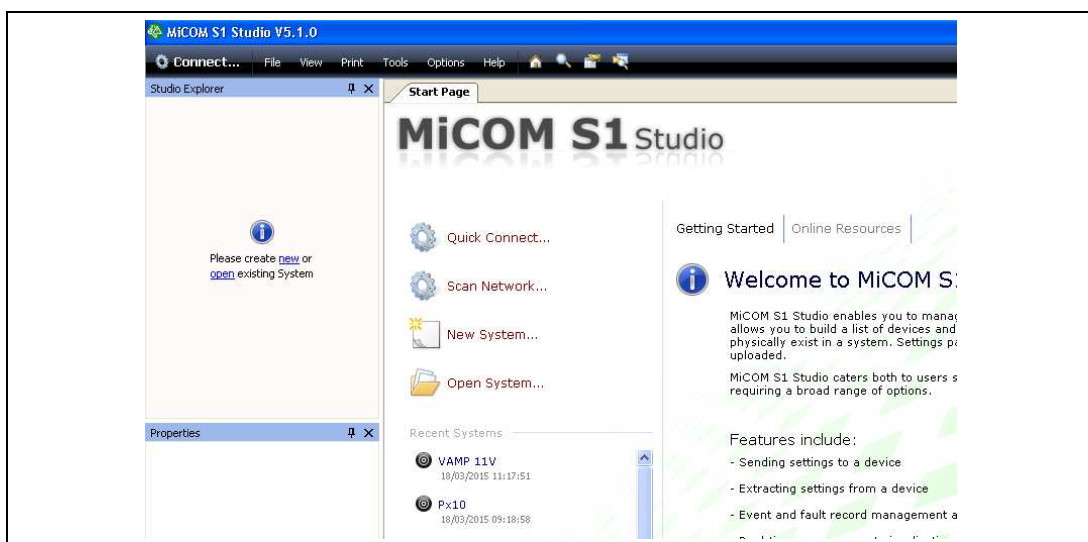 MiCOM S1 Studio V5.1.0
Connect... File View Print Tools Options Help
Studio Explorer
Please create new or
open existing System
Properties
Start Page
MiCOM S1 Studio
Quick Connect...
Scan Network...
New System...
Open System...
Recent Systems
VAMP 11V
18/03/2015 11:17:51
Px10
18/03/2015 09:18:58
Getting Started Online Resources
Welcome to MiCOM S
MiCOM S1 Studio enables you to manag
allows you to build a list of devices and
physically exist in a system. Settings pa
uploaded.
MiCOM S1 Studio caters both to users s
requiring a broad range of options.
Features include:
- Sending settings to a device
- Extracting settings from a device
- Event and fault record management a